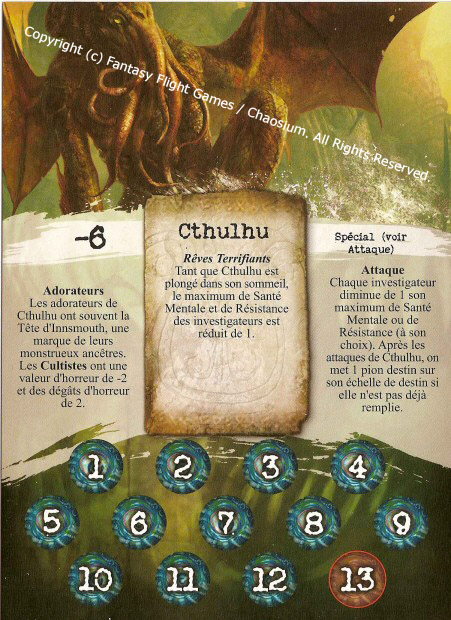 Copyright (c) Fantasy Flight Games / Chaosium. All Rights Reserved.
-6
Adorateurs
Les adorateurs de
Cthulhu ont souvent la
Tête d'Innsmouth, une
marque de leurs
monstrueux ancêtres.
Les Cultistes ont une
valeur d'horreur de -2
et des dégâts d'horreur
de 2.
Cthulhu
Rêves Terrifiants
Tant que Cthulhu est
plongé dans son sommeil,
le maximum de Santé
Mentale et de Résistance
des investigateurs est
réduit de 1.
Spécial (voir
Attaque)
Attaque
Chaque investigateur
diminue de 1 son
maximum de Santé
Mentale ou de
Résistance (à son
choix). Après les
attaques de Cthulhu, on
met 1 pion destin sur
son échelle de destin si
elle n'est pas déjà
remplie.
1 2 3 4
5 6 7 8 9
10 11 12 13